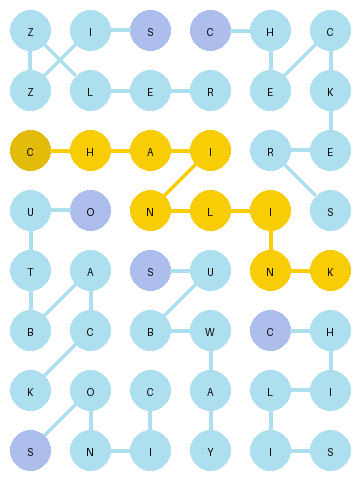 Z I S C H C
Z L E R E K
C H A I R E
U O N L I S
T A S U N K
B C B W C H
K O C A L I
S N I Y I S